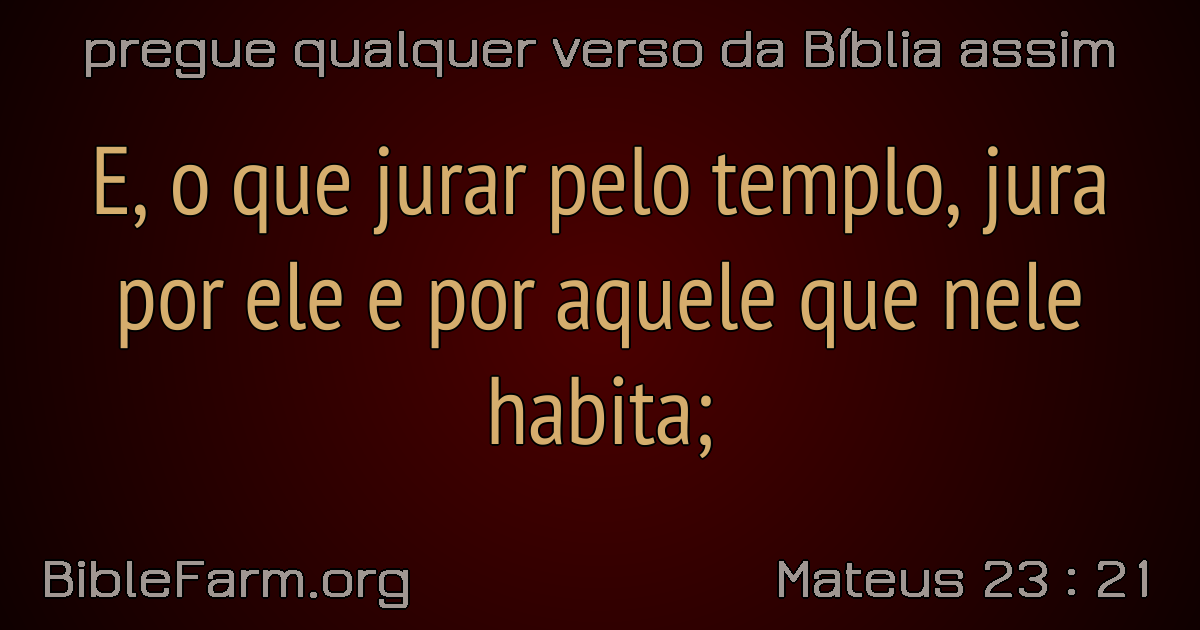 pregue qualquer verso da Bíblia assim
E, o que jurar pelo templo, jura
por ele e por aquele que nele
habita;
BibleFarm.org
Mateus 23 : 21